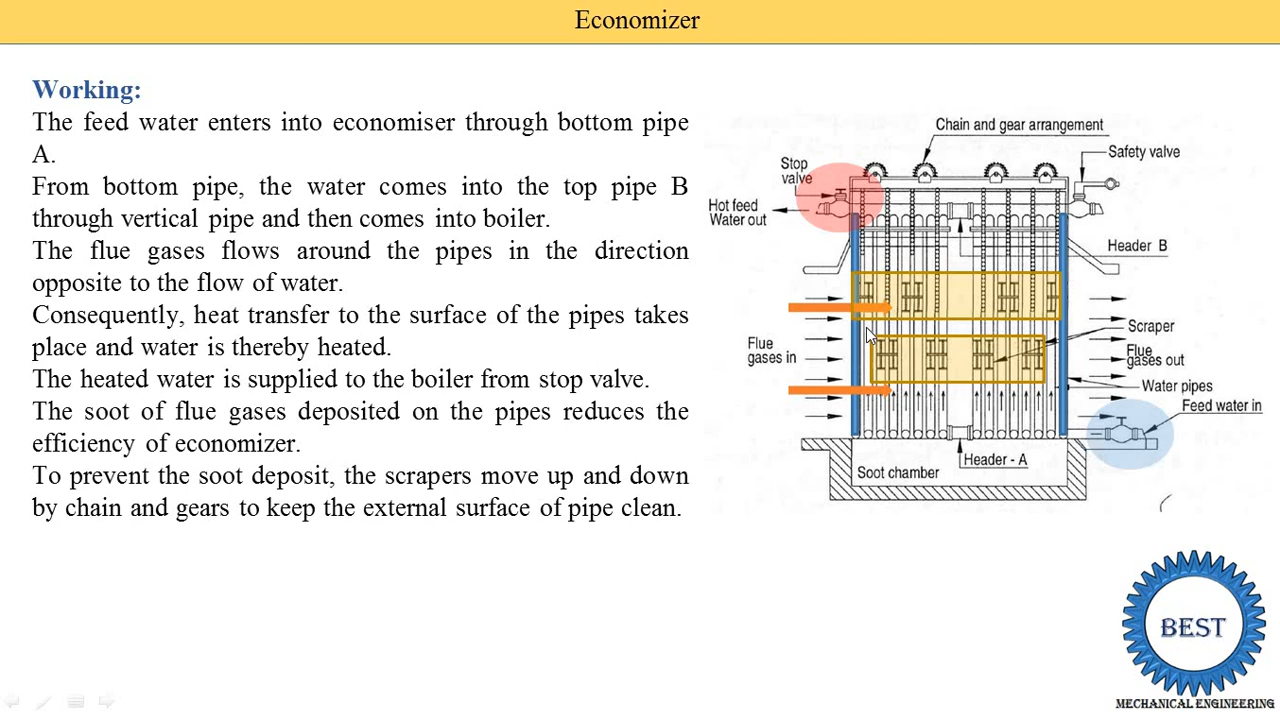 Economizer
Working:
The feed water enters into economiser through bottom pipe
A.
From bottom pipe, the water comes into the top pipe B
through vertical pipe and then comes into boiler.
The flue gases flows around the pipes in the direction
opposite to the flow of water.
Consequently, heat transfer to the surface of the pipes takes
place and water is thereby heated.
The heated water is supplied to the boiler from stop valve.
The soot of flue gases deposited on the pipes reduces the
efficiency of economizer.
To prevent the soot deposit, the scrapers move up and down
by chain and gears to keep the external surface of pipe clean.
Chain and gear arrangement
Stop
valve
Safety valve
Hot feed
Water out
Header B
Scraper
Flue
gases in
Flue
gases out
Water pipes
Feed water in
Header - A
Soot chamber
BEST
MECHANICAL ENGINEERING